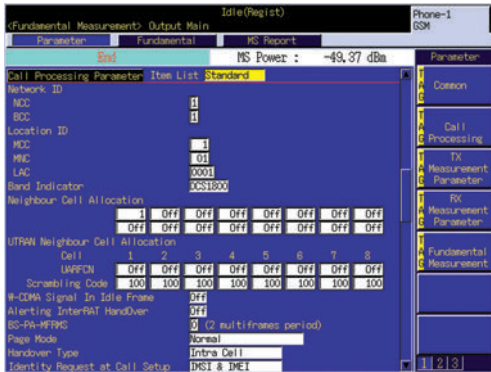 Idle(Regist)
Phone-1
<Fundamental Measurement> Output Main
GSM
Parameter Fundamental MS Report
End MS Power : -49.37 dBm Parameter
Call Processing Parameter Item List Standard
Network ID
NCC 1
BCC 1
Location ID
MCC 1
MNC 01
LAC 0001
Band Indicator DCS1800
Neighbour Cell Allocation
1 Off Off Off Off Off Off Off
Off Off Off Off Off Off Off Off
UTRAN Neighbour Cell Allocation
Cell 1 2 3 4 5 6 7 8
UARFCN Off Off Off Off Off Off Off Off
Scrambling Code 100 100 100 100 100 100 100 100
W-CDMA Signal In Idle Frame Off
Alerting InterRAT HandOver Off
BS-PA-MFRMS 0 (2 multiframes period)
Page Mode Normal
Handover Type Intra Cell
Identity Request at Call Setup IMSI & IMEI
TAG Common
TAG Call Processing
TAG TX Measurement Parameter
TAG RX Measurement Parameter
TAG Fundamental Measurement
1 2 3